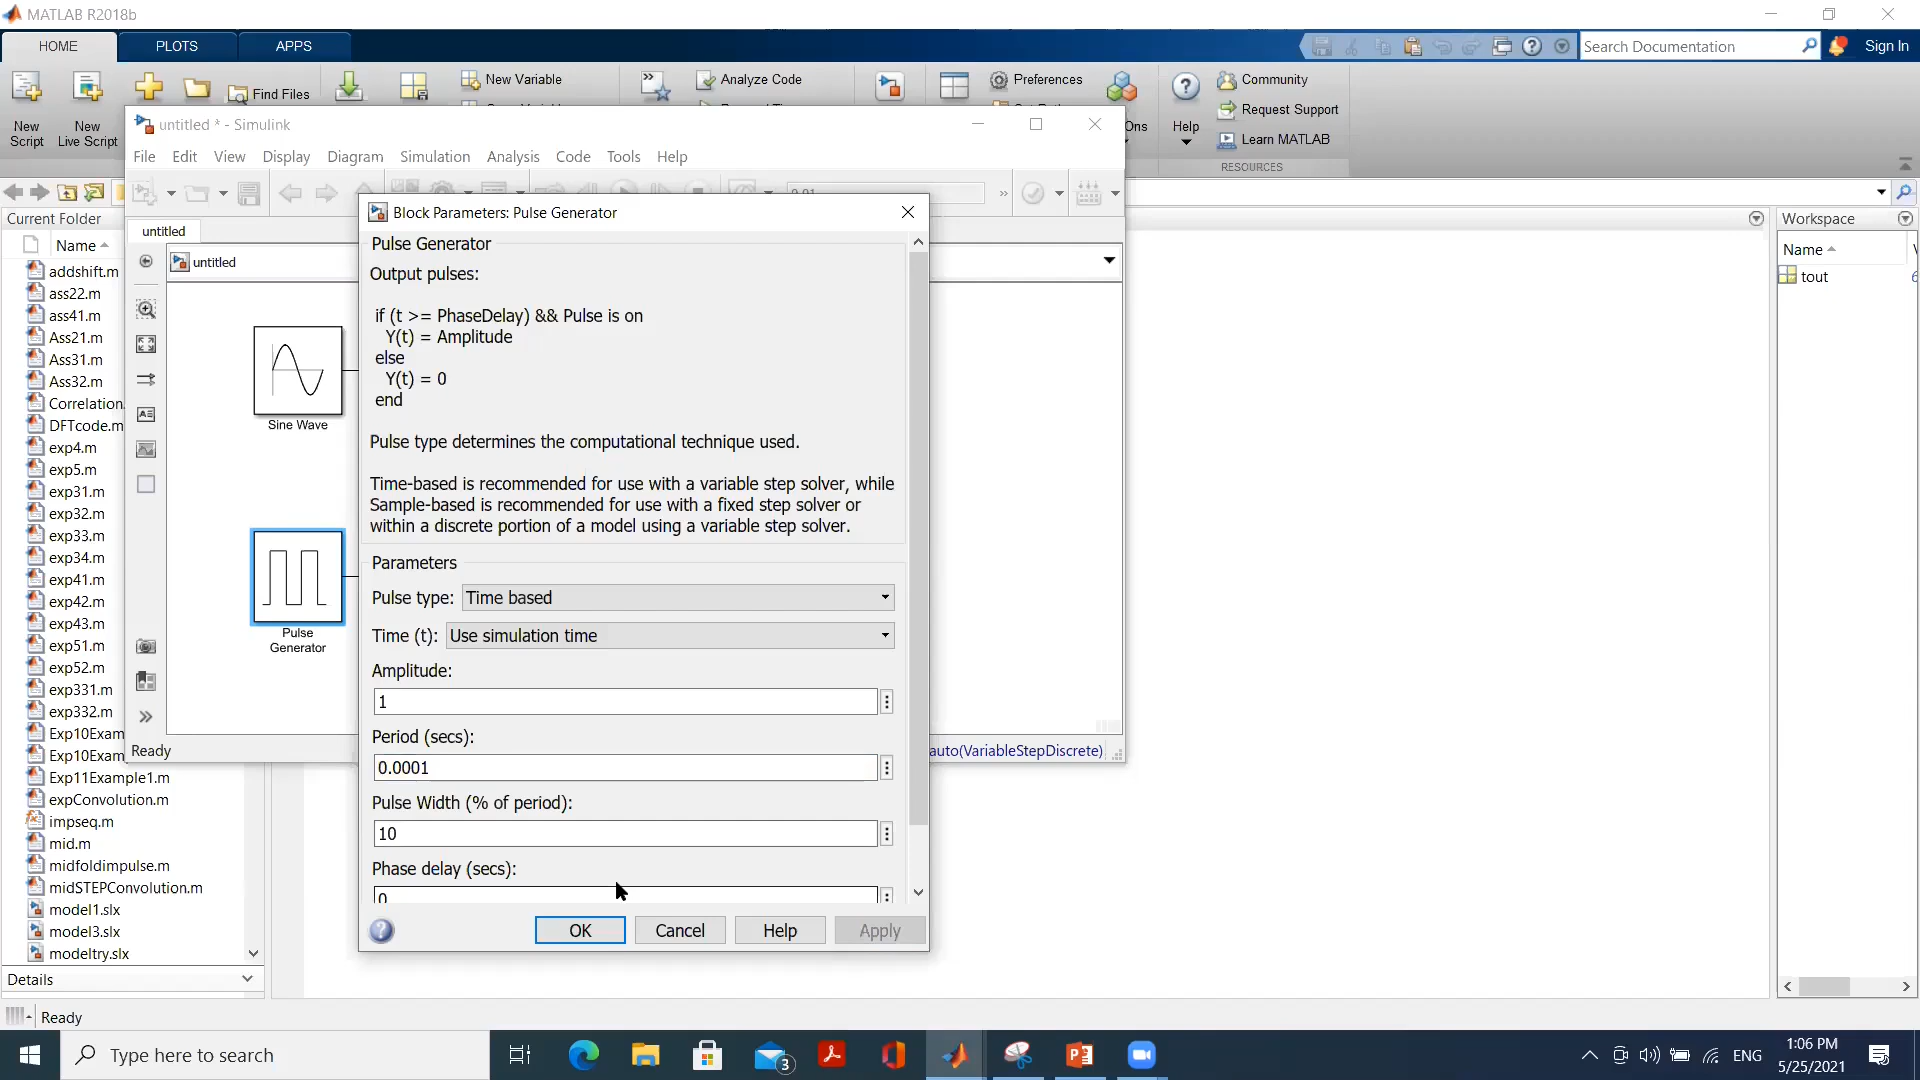 MATLAB R2018b
HOME
PLOTS
APPS
Search Documentation
Sign In
New Script
New Live Script
Find Files
New Variable
Analyze Code
Preferences
Community
Request Support
Learn MATLAB
Help
Ons
RESOURCES
untitled * - Simulink
File Edit View Display Diagram Simulation Analysis Code Tools Help
Current Folder
Name
addshift.m
ass22.m
ass41.m
Ass21.m
Ass31.m
Ass32.m
Correlation.
DFTcode.m
exp4.m
exp5.m
exp31.m
exp32.m
exp33.m
exp34.m
exp41.m
exp42.m
exp43.m
exp51.m
exp52.m
exp331.m
exp332.m
Exp10Exam
Exp10Exam
Exp11Example1.m
expConvolution.m
impseq.m
mid.m
midfoldimpulse.m
midSTEPConvolution.m
model1.slx
model3.slx
modeltry.slx
Details
Ready
untitled
untitled
Sine Wave
Pulse
Generator
Ready
auto(VariableStepDiscrete)
Block Parameters: Pulse Generator
Pulse Generator
Output pulses:
if (t >= PhaseDelay) && Pulse is on
Y(t) = Amplitude
else
Y(t) = 0
end
Pulse type determines the computational technique used.
Time-based is recommended for use with a variable step solver, while
Sample-based is recommended for use with a fixed step solver or
within a discrete portion of a model using a variable step solver.
Parameters
Pulse type: Time based
Time (t): Use simulation time
Amplitude:
1
Period (secs):
0.0001
Pulse Width (% of period):
10
Phase delay (secs):
0
OK
Cancel
Help
Apply
Workspace
Name
tout
Type here to search
3
ENG
1:06 PM
5/25/2021